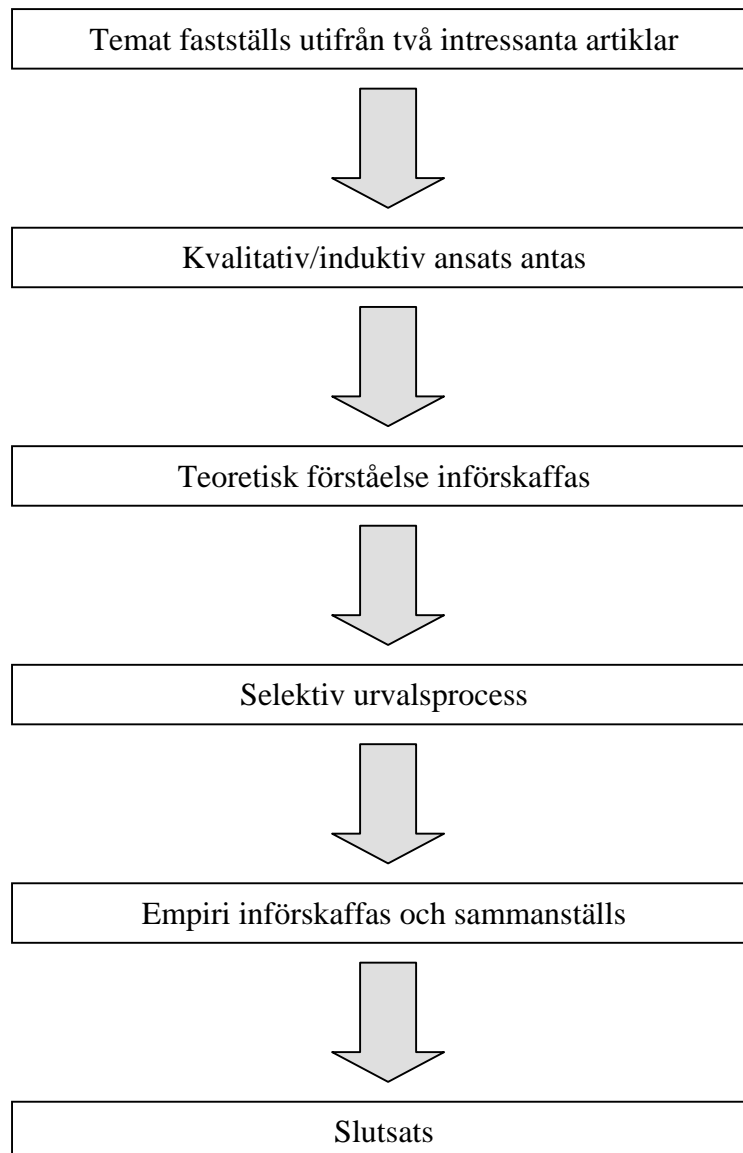 Temat fastställs utifrån två intressanta artiklar
Kvalitativ/induktiv ansats antas
Teoretisk förståelse införskaffas
Selektiv urvalsprocess
Empiri införskaffas och sammanställs
Slutsats